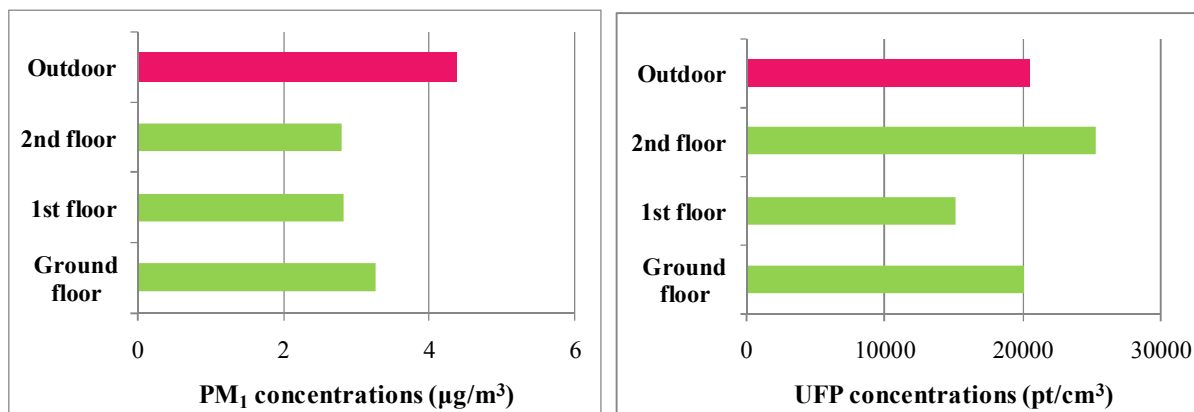 Outdoor
2nd floor
1st floor
Ground
floor
0 2 4 6
PM₁ concentrations (µg/m³)
Outdoor
2nd floor
1st floor
Ground
floor
0 10000 20000 30000
UFP concentrations (pt/cm³)